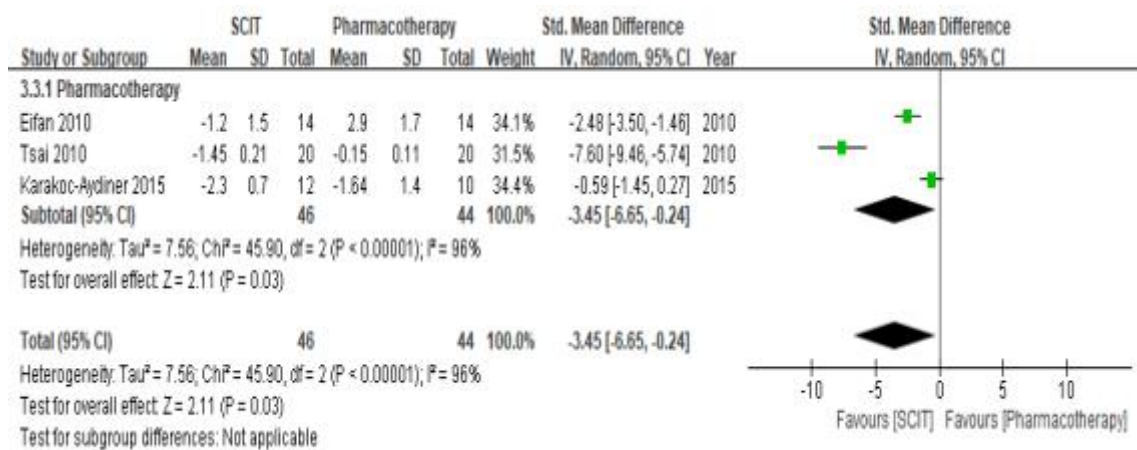 SCIT Pharmacotherapy Std. Mean Difference Std. Mean Difference
Study or Subgroup Mean SD Total Mean SD Total Weight IV, Random, 95% CI Year IV, Random, 95% CI
3.3.1 Pharmacotherapy
Eifan 2010 -1.2 1.5 14 2.9 1.7 14 34.1% -2.48 [-3.50, -1.46] 2010
Tsai 2010 -1.45 0.21 20 -0.15 0.11 20 31.5% -7.60 [-9.46, -5.74] 2010
Karakoc-Aydiner 2015 -2.3 0.7 12 -1.64 1.4 10 34.4% -0.59 [-1.45, 0.27] 2015
Subtotal (95% CI) 46 44 100.0% -3.45 [-6.65, -0.24]
Heterogeneity: Tau² = 7.56; Chi² = 45.90, df = 2 (P < 0.00001); I² = 96%
Test for overall effect: Z = 2.11 (P = 0.03)
Total (95% CI) 46 44 100.0% -3.45 [-6.65, -0.24]
Heterogeneity: Tau² = 7.56; Chi² = 45.90, df = 2 (P < 0.00001); I² = 96%
Test for overall effect: Z = 2.11 (P = 0.03)
Test for subgroup differences: Not applicable
-10 -5 0 5 10
Favours [SCIT] Favours [Pharmacotherapy]